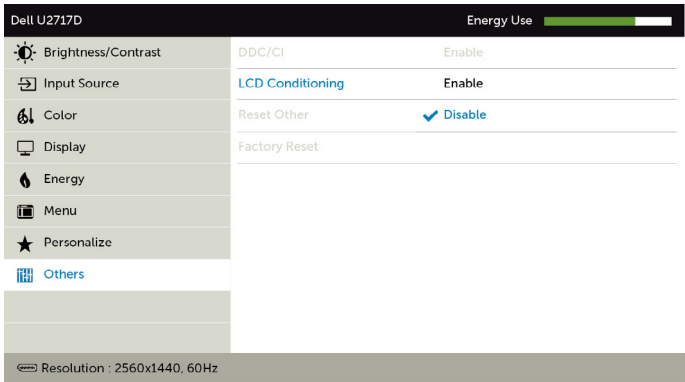 Dell U2717D Energy Use
Brightness/Contrast DDC/CI Enable
Input Source LCD Conditioning Enable
Color Reset Other Disable
Display Factory Reset
Energy
Menu
Personalize
Others
Resolution : 2560x1440, 60Hz